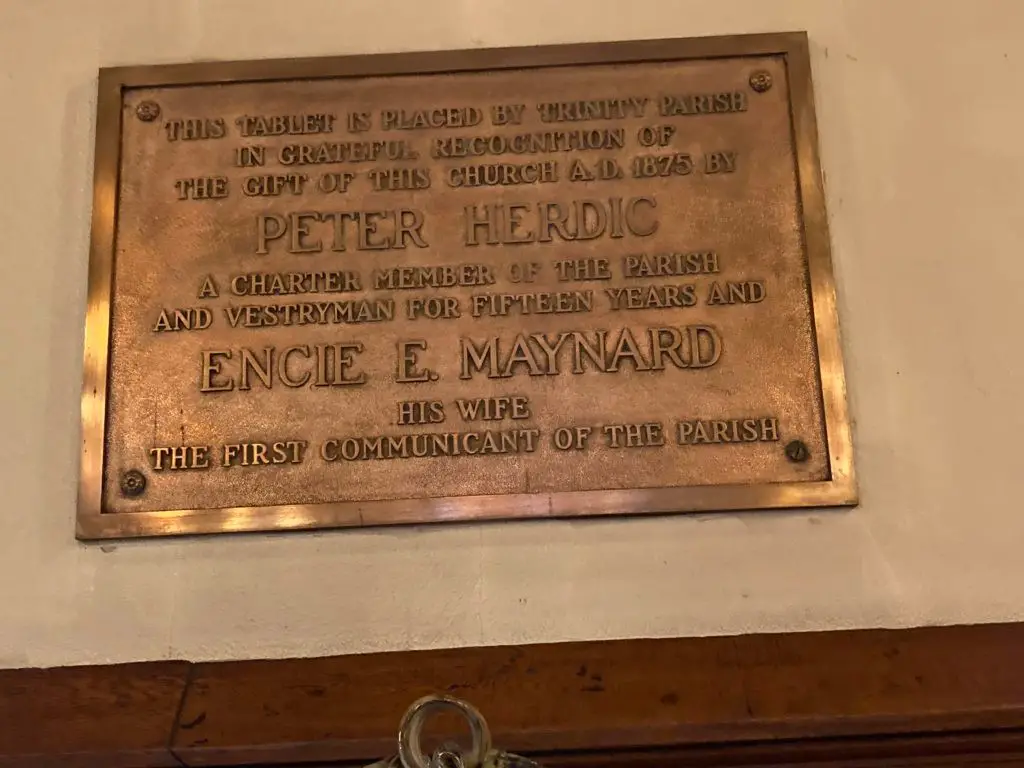 THIS TABLET IS PLACED BY TRINITY PARISH
IN GRATEFUL RECOGNITION OF
THE GIFT OF THIS CHURCH A.D. 1875 BY
PETER HERDIC
A CHARTER MEMBER OF THE PARISH
AND VESTRYMAN FOR FIFTEEN YEARS AND
ENCIE E. MAYNARD
HIS WIFE
THE FIRST COMMUNICANT OF THE PARISH